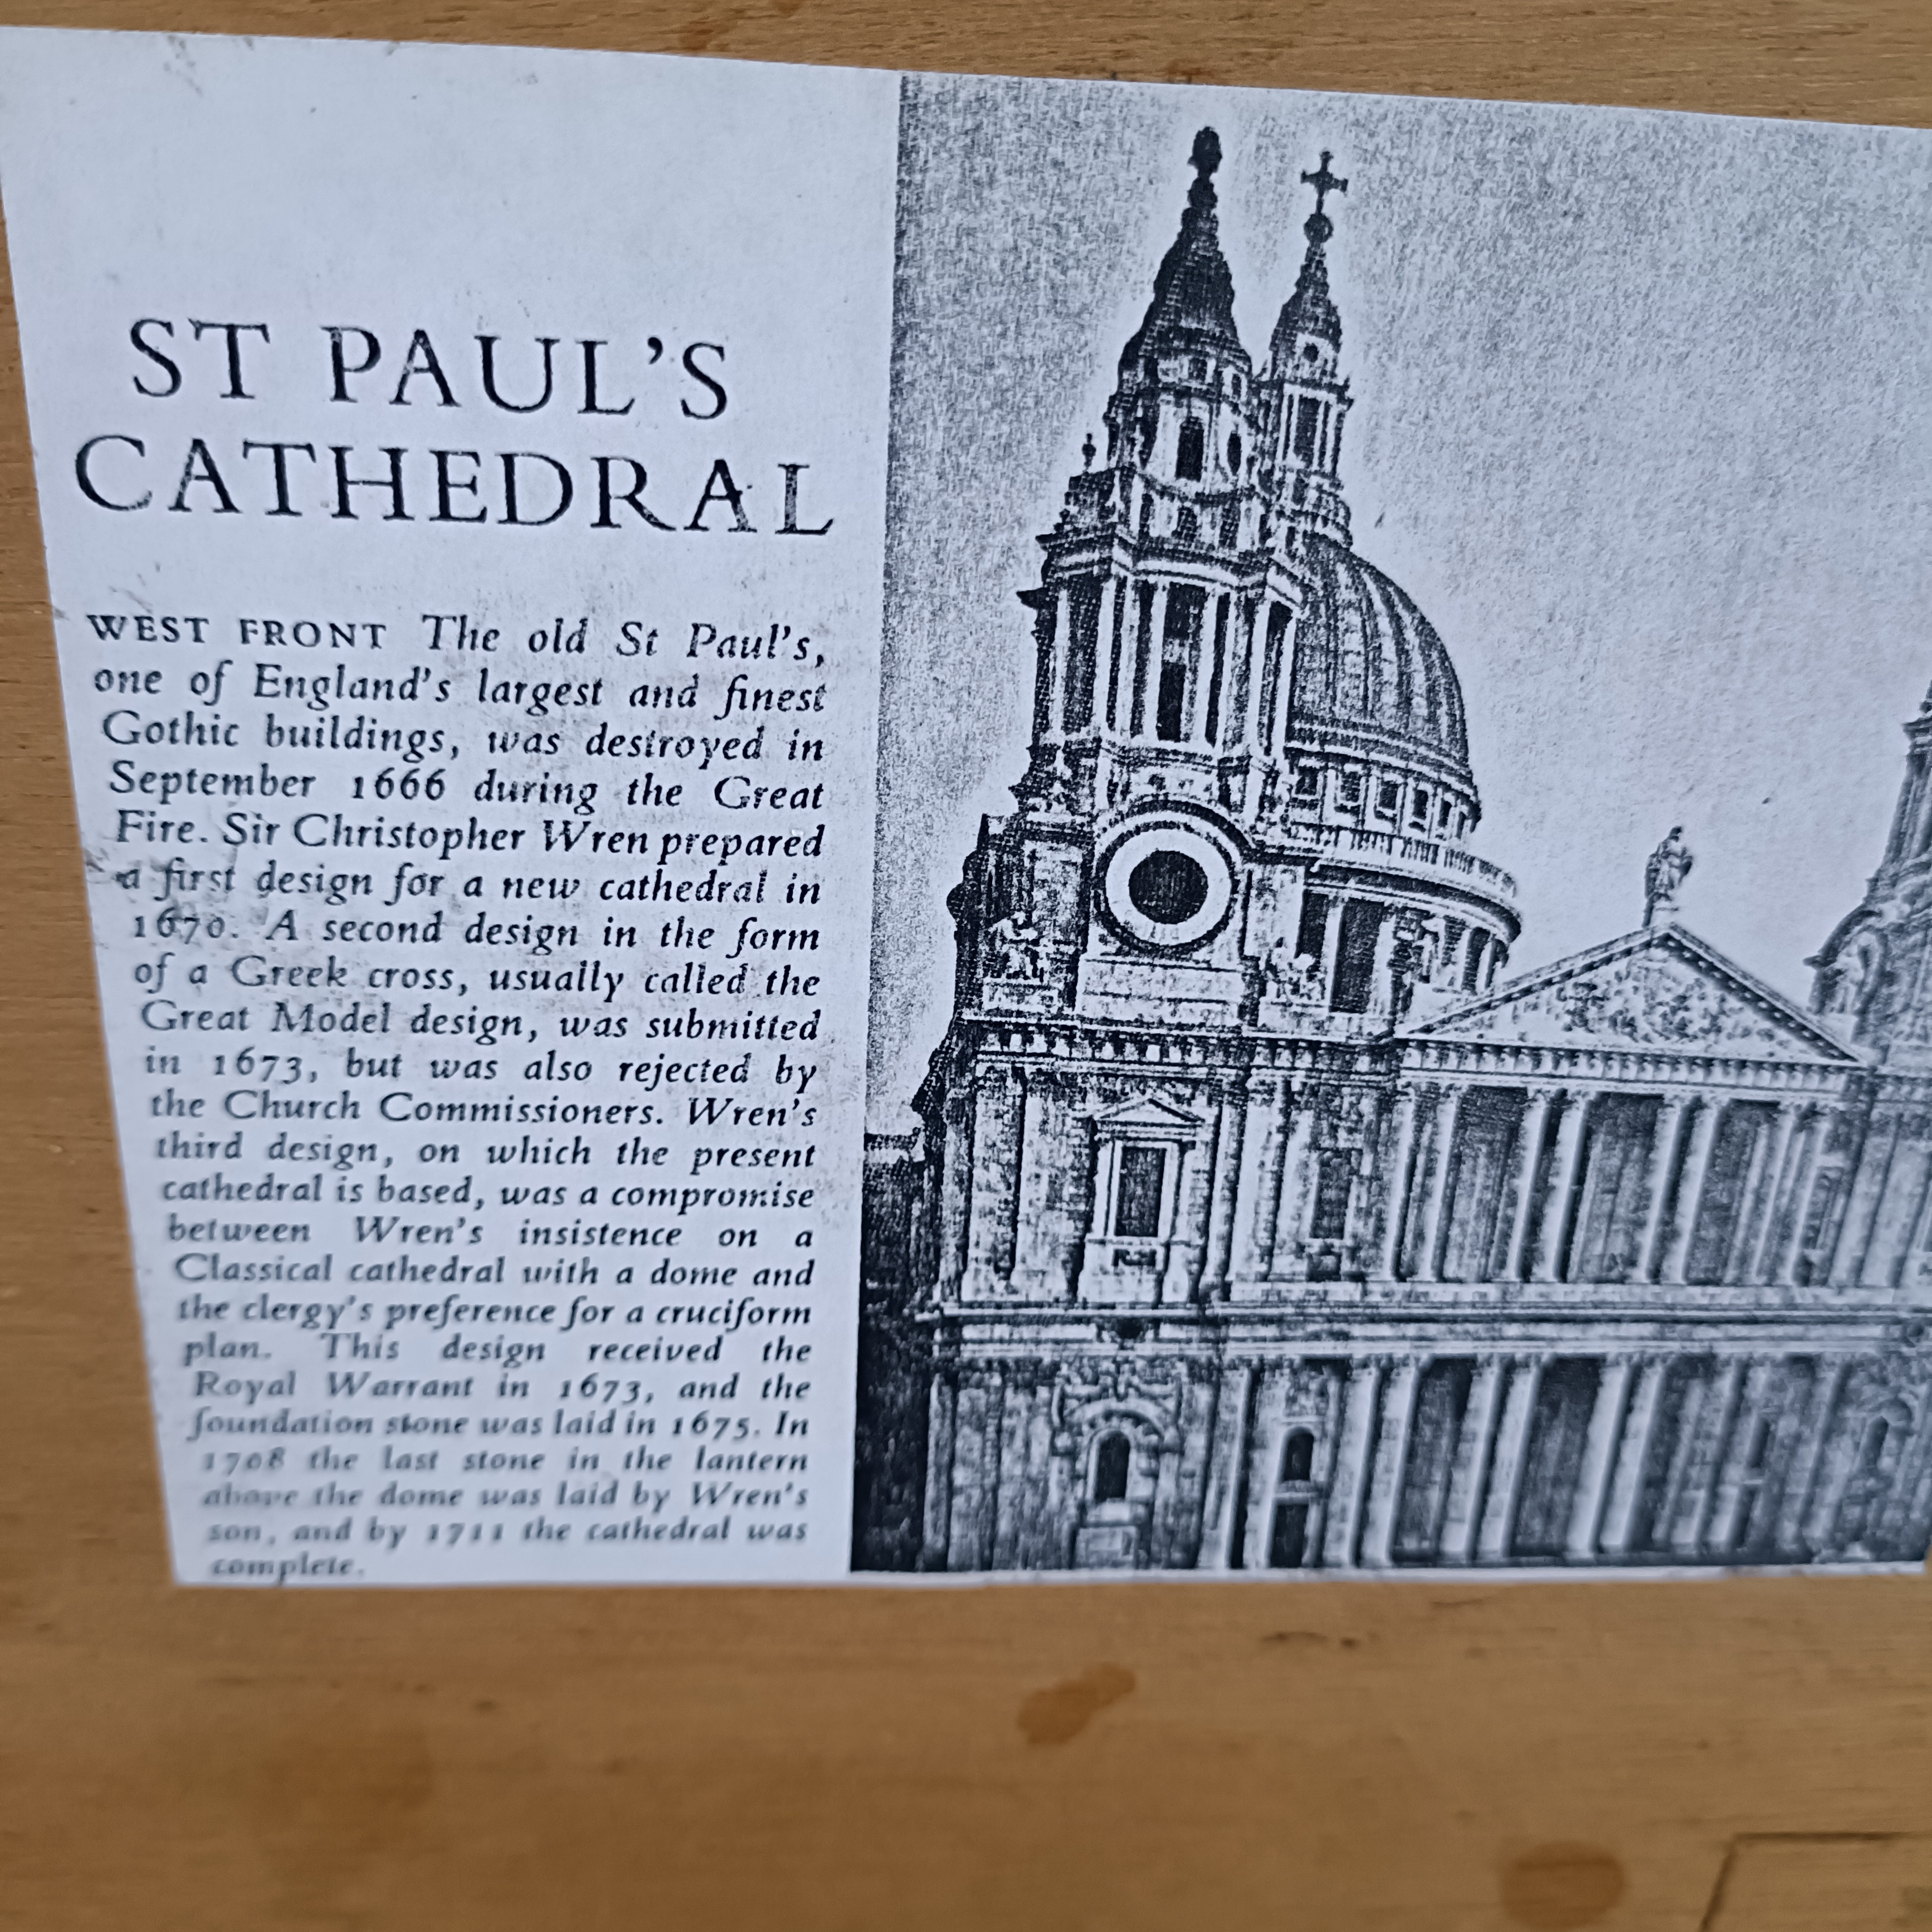 ST PAUL'S
CATHEDRAL
WEST FRONT The old St Paul's,
one of England's largest and finest
Gothic buildings, was destroyed in
September 1666 during the Great
Fire. Sir Christopher Wren prepared
a first design for a new cathedral in
1670. A second design in the form
of a Greek cross, usually called the
Great Model design, was submitted
in 1673, but was also rejected by
the Church Commissioners. Wren's
third design, on which the present
cathedral is based, was a compromise
between Wren's insistence on a
Classical cathedral with a dome and
the clergy's preference for a cruciform
plan. This design received the
Royal Warrant in 1673, and the
foundation stone was laid in 1675. In
1708 the last stone in the lantern
above the dome was laid by Wren's
son, and by 1711 the cathedral was
complete.